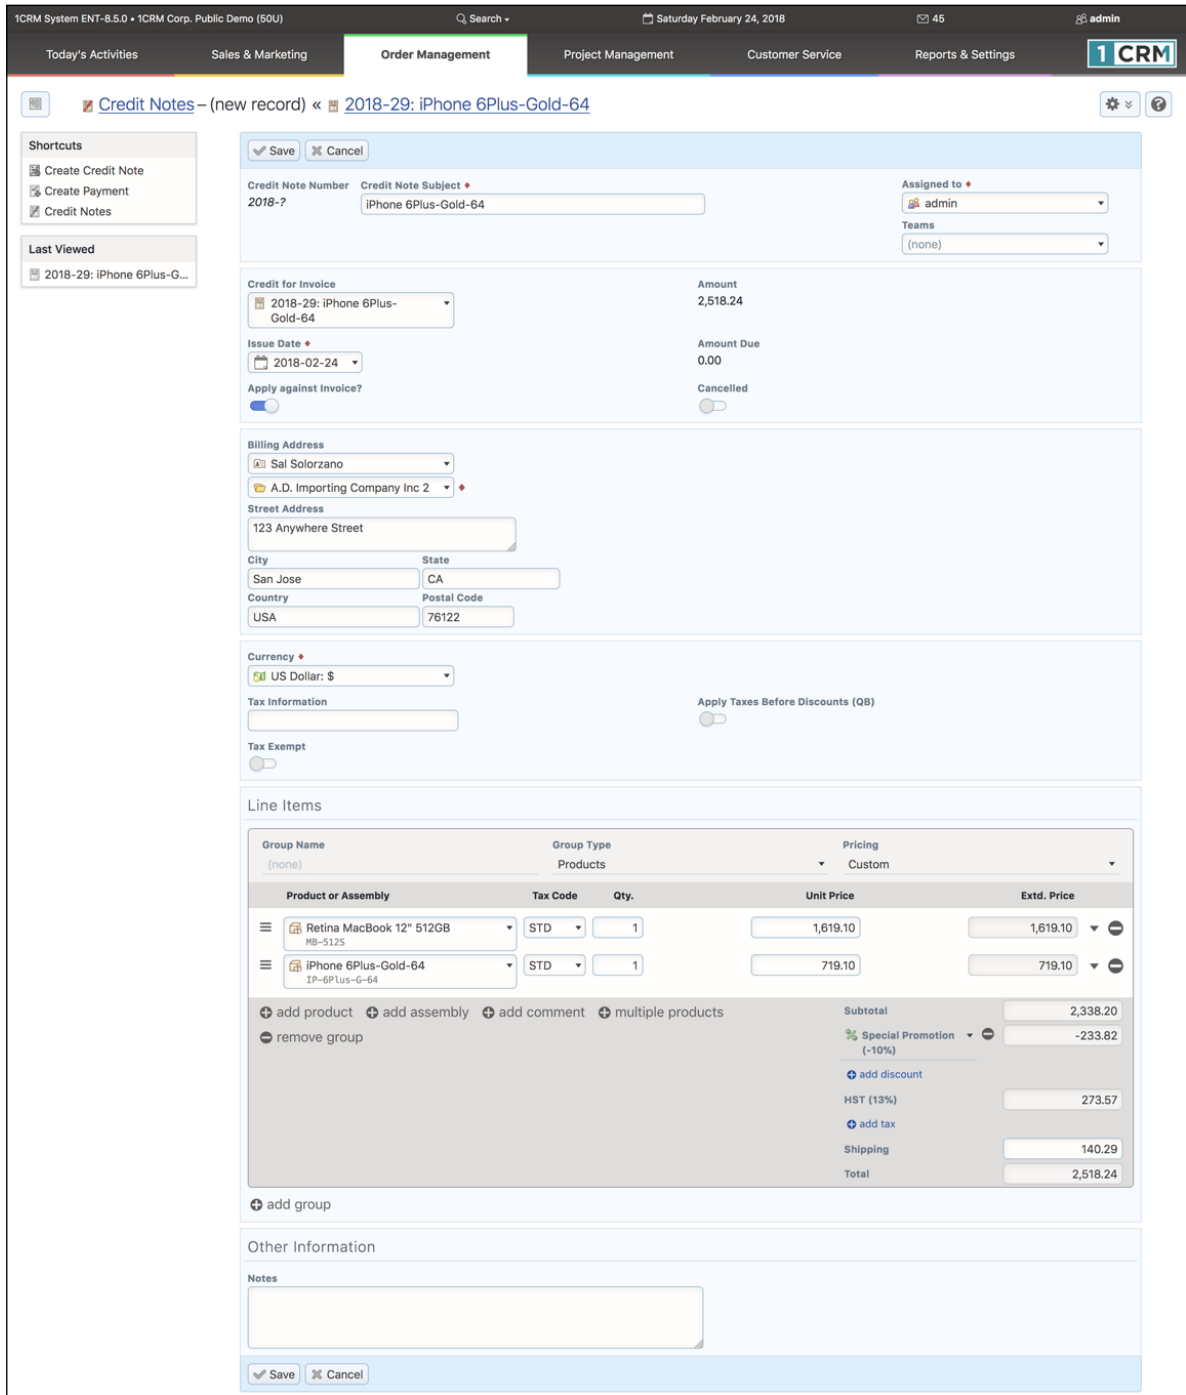 1CRM System ENT-8.5.0 • 1CRM Corp. Public Demo (50U) Search Saturday February 24, 2018 45 admin
Today's Activities Sales & Marketing Order Management Project Management Customer Service Reports & Settings 1 CRM
Credit Notes – (new record) « 2018-29: iPhone 6Plus-Gold-64
Shortcuts
Create Credit Note
Create Payment
Credit Notes
Last Viewed
2018-29: iPhone 6Plus-G...
Save Cancel
Credit Note Number Credit Note Subject Assigned to
2018-? iPhone 6Plus-Gold-64 admin
Teams
(none)
Credit for Invoice Amount
2018-29: iPhone 6Plus- 2,518.24
Gold-64
Issue Date Amount Due
2018-02-24 0.00
Apply against Invoice? Cancelled
Billing Address
Sal Solorzano
A.D. Importing Company Inc 2
Street Address
123 Anywhere Street
City State
San Jose CA
Country Postal Code
USA 76122
Currency
US Dollar: $
Tax Information Apply Taxes Before Discounts (QB)
Tax Exempt
Line Items
Group Name Group Type Pricing
(none) Products Custom
Product or Assembly Tax Code Qty. Unit Price Extd. Price
Retina MacBook 12" 512GB STD 1 1,619.10 1,619.10
MB-512S
iPhone 6Plus-Gold-64 STD 1 719.10 719.10
IP-6Plus-G-64
add product add assembly add comment multiple products Subtotal 2,338.20
remove group Special Promotion -233.82
(-10%)
add discount
HST (13%) 273.57
add tax
Shipping 140.29
Total 2,518.24
add group
Other Information
Notes
Save Cancel